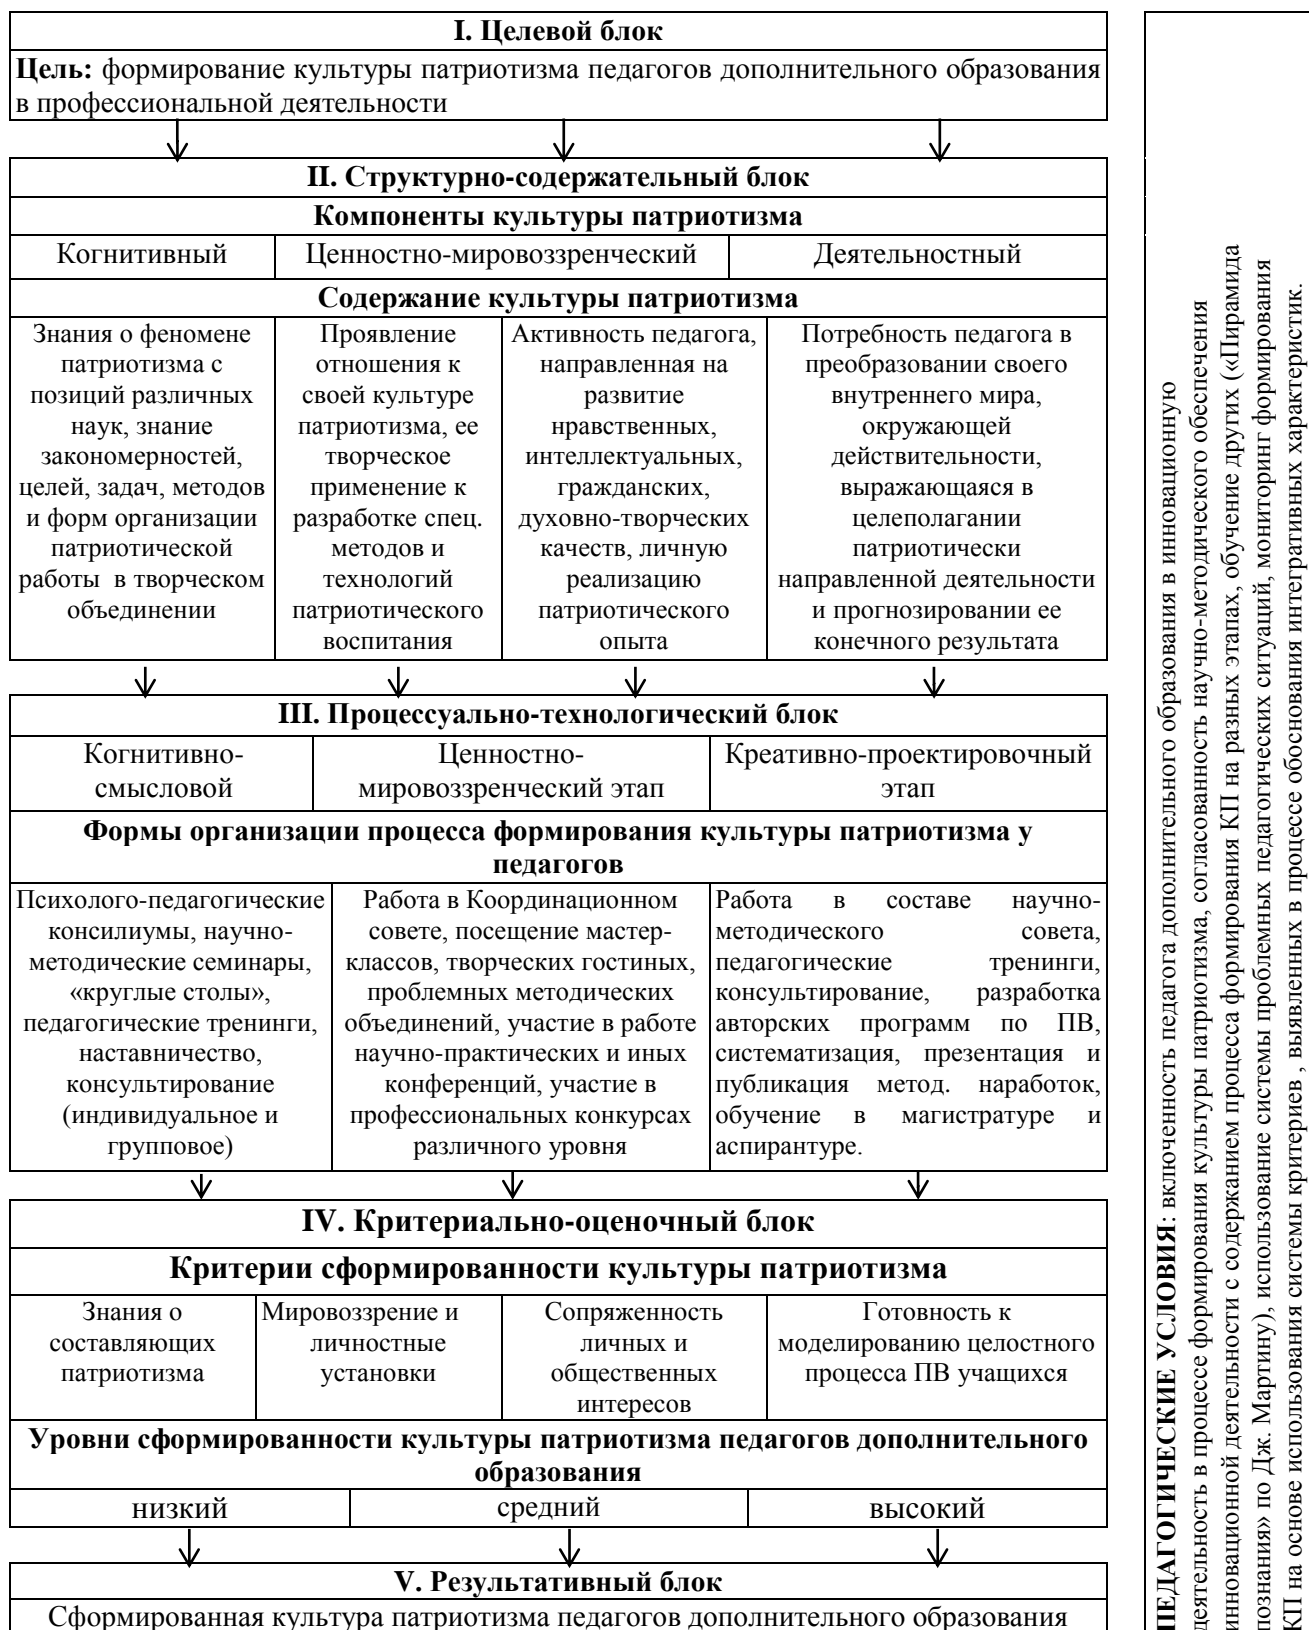 I. Целевой блок
Цель: формирование культуры патриотизма педагогов дополнительного образования
в профессиональной деятельности
II. Структурно-содержательный блок
Компоненты культуры патриотизма
Когнитивный
Ценностно-мировоззренческий
Деятельностный
Содержание культуры патриотизма
Знания о феномене
патриотизма с
позиций различных
наук, знание
закономерностей,
целей, задач, методов
и форм организации
патриотической
работы в творческом
объединении
Проявление
отношения к
своей культуре
патриотизма, ее
творческое
применение к
разработке спец.
методов и
технологий
патриотического
воспитания
Активность педагога,
направленная на
развитие
нравственных,
интеллектуальных,
гражданских,
духовно-творческих
качеств, личную
реализацию
патриотического
опыта
Потребность педагога в
преобразовании своего
внутреннего мира,
окружающей
действительности,
выражающаяся в
целеполагании
патриотически
направленной деятельности
и прогнозировании ее
конечного результата
III. Процессуально-технологический блок
Когнитивно-
смысловой
Ценностно-
мировоззренческий этап
Креативно-проектировочный
этап
Формы организации процесса формирования культуры патриотизма у
педагогов
Психолого-педагогические
консилиумы, научно-
методические семинары,
«круглые столы»,
педагогические тренинги,
наставничество,
консультирование
(индивидуальное и
групповое)
Работа в Координационном
совете, посещение мастер-
классов, творческих гостиных,
проблемных методических
объединений, участие в работе
научно-практических и иных
конференций, участие в
профессиональных конкурсах
различного уровня
Работа в составе научно-
методического совета,
педагогические тренинги,
консультирование, разработка
авторских программ по ПВ,
систематизация, презентация и
публикация метод. наработок,
обучение в магистратуре и
аспирантуре.
IV. Критериально-оценочный блок
Критерии сформированности культуры патриотизма
Знания о
составляющих
патриотизма
Мировоззрение и
личностные
установки
Сопряженность
личных и
общественных
интересов
Готовность к
моделированию целостного
процесса ПВ учащихся
Уровни сформированности культуры патриотизма педагогов дополнительного
образования
низкий
средний
высокий
V. Результативный блок
Сформированная культура патриотизма педагогов дополнительного образования
ПЕДАГОГИЧЕСКИЕ УСЛОВИЯ: включенность педагога дополнительного образования в инновационную
деятельность в процессе формирования культуры патриотизма, согласованность научно-методического обеспечения
инновационной деятельности с содержанием процесса формирования КП на разных этапах, обучение других («Пирамида
познания» по Дж. Мартину), использование системы проблемных педагогических ситуаций, мониторинг формирования
КП на основе использования системы критериев , выявленных в процессе обоснования интегративных характеристик.